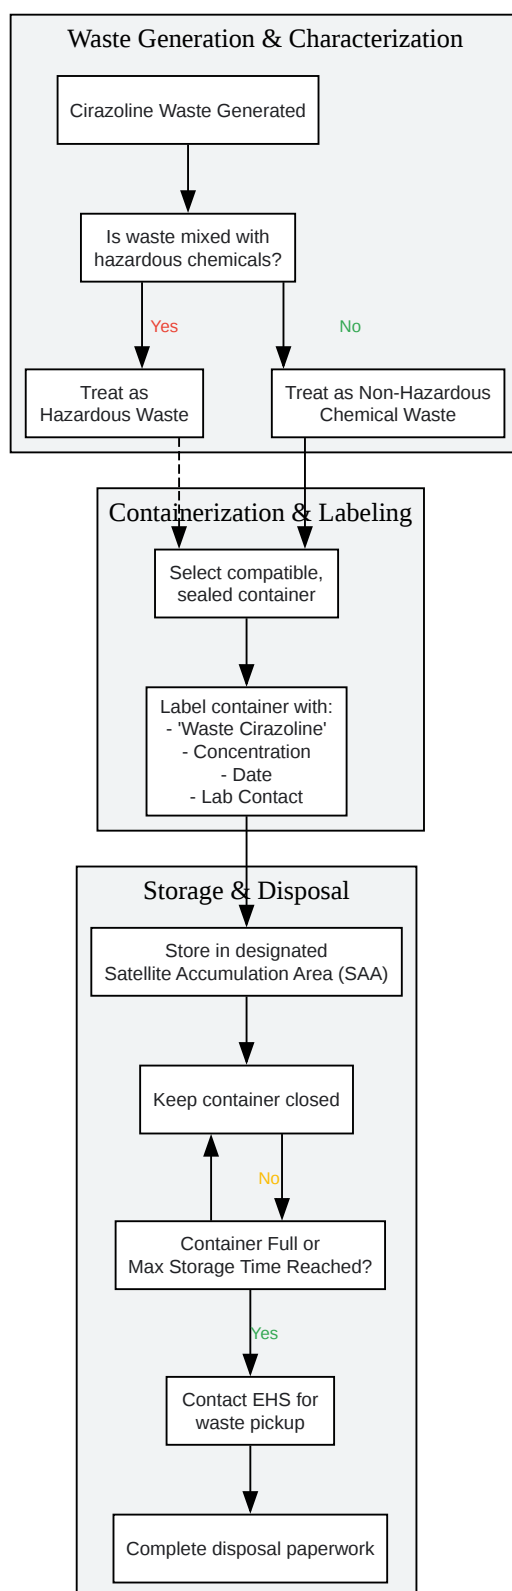 Waste Generation & Characterization
Cirazoline Waste Generated
Is waste mixed with
hazardous chemicals?
Yes
No
Treat as
Hazardous Waste
Treat as Non-Hazardous
Chemical Waste
Containerization & Labeling
Select compatible,
sealed container
Label container with:
- 'Waste Cirazoline'
- Concentration
- Date
- Lab Contact
Storage & Disposal
Store in designated
Satellite Accumulation Area (SAA)
Keep container closed
No
Container Full or
Max Storage Time Reached?
Yes
Contact EHS for
waste pickup
Complete disposal paperwork